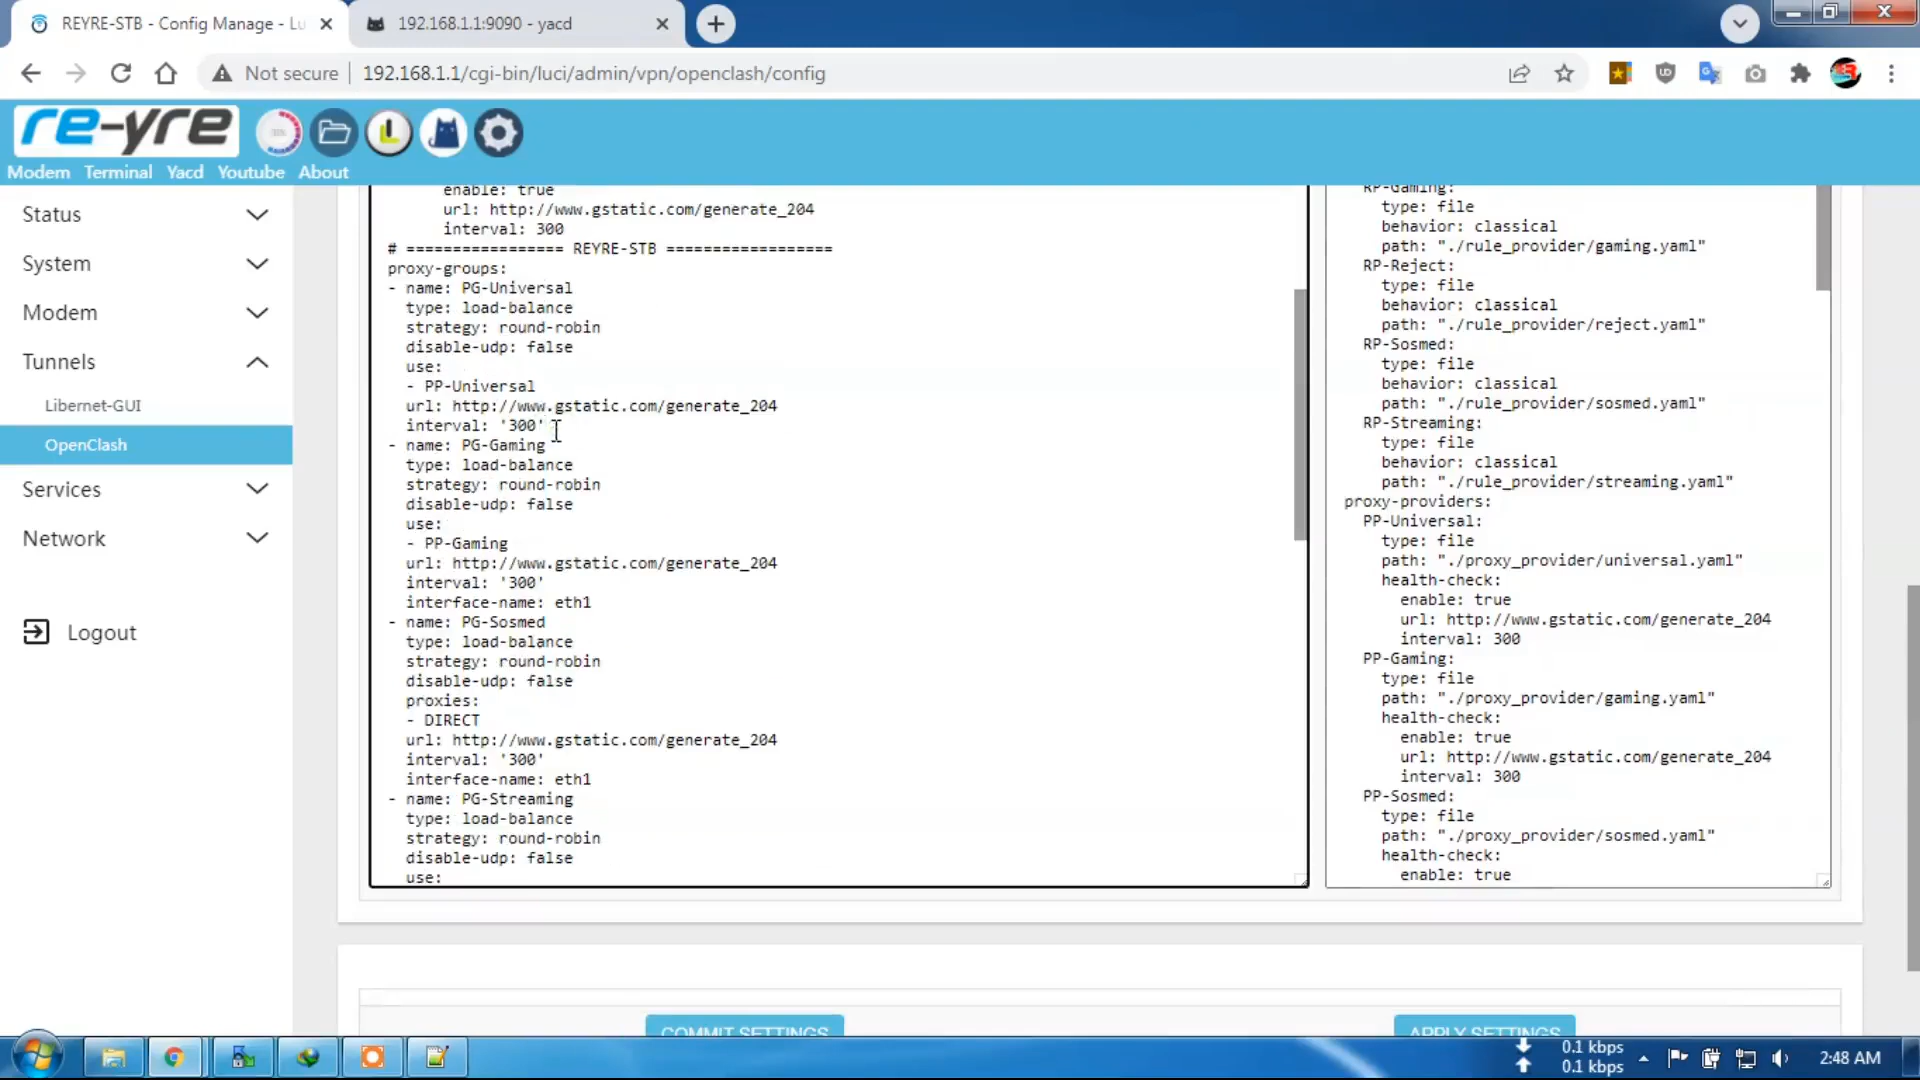 REYRE-STB - Config Manage - Lu
192.168.1.1:9090 - yacd
Not secure
192.168.1.1/cgi-bin/luci/admin/vpn/openclash/config
re-yre
Modem Terminal Yacd Youtube About
Status
System
Modem
Tunnels
Libernet-GUI
OpenClash
Services
Network
Logout
enable: true
url: http://www.gstatic.com/generate_204
interval: 300
# ================= REYRE-STB ==================
proxy-groups:
- name: PG-Universal
type: load-balance
strategy: round-robin
disable-udp: false
use:
- PP-Universal
url: http://www.gstatic.com/generate_204
interval: '300'
- name: PG-Gaming
type: load-balance
strategy: round-robin
disable-udp: false
use:
- PP-Gaming
url: http://www.gstatic.com/generate_204
interval: '300'
interface-name: eth1
- name: PG-Sosmed
type: load-balance
strategy: round-robin
disable-udp: false
proxies:
- DIRECT
url: http://www.gstatic.com/generate_204
interval: '300'
interface-name: eth1
- name: PG-Streaming
type: load-balance
strategy: round-robin
disable-udp: false
use:
RP-Gaming:
type: file
behavior: classical
path: "./rule_provider/gaming.yaml"
RP-Reject:
type: file
behavior: classical
path: "./rule_provider/reject.yaml"
RP-Sosmed:
type: file
behavior: classical
path: "./rule_provider/sosmed.yaml"
RP-Streaming:
type: file
behavior: classical
path: "./rule_provider/streaming.yaml"
proxy-providers:
PP-Universal:
type: file
path: "./proxy_provider/universal.yaml"
health-check:
enable: true
url: http://www.gstatic.com/generate_204
interval: 300
PP-Gaming:
type: file
path: "./proxy_provider/gaming.yaml"
health-check:
enable: true
url: http://www.gstatic.com/generate_204
interval: 300
PP-Sosmed:
type: file
path: "./proxy_provider/sosmed.yaml"
health-check:
enable: true
COMMIT SETTINGS
APPLY SETTINGS
0.1 kbps
0.1 kbps
2:48 AM